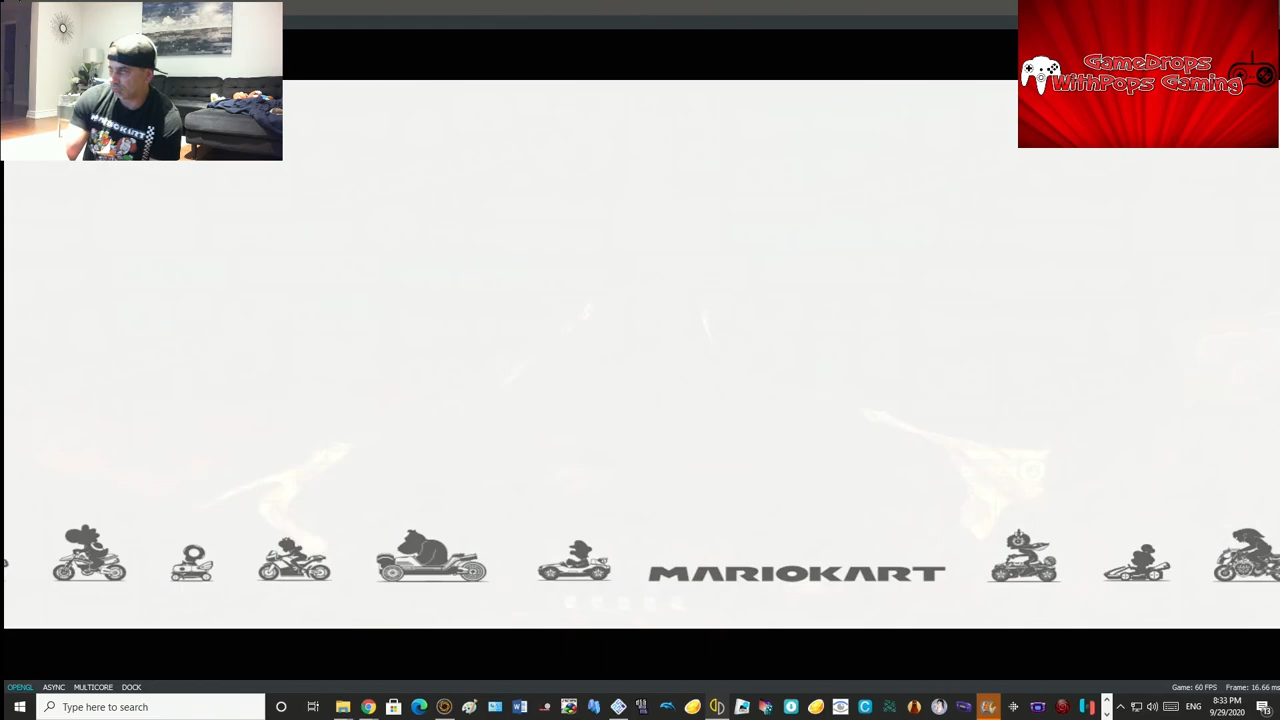 GameDrops
WithPops Gaming
MARIOKART
OPENGL ASYNC MULTICORE DOCK
Game: 60 FPS Frame: 16.66 ms
Type here to search
ENG
8:33 PM
9/29/2020